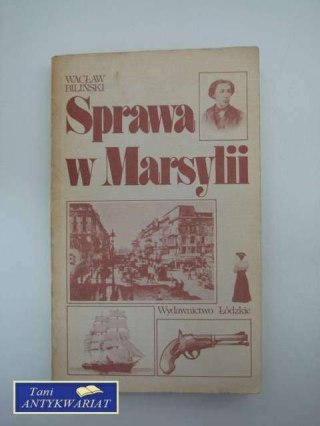 WACŁAW
BILIŃSKI
Sprawa
w Marsylii
Wydawnictwo Łódzkie
Tani
ANTYKWARIAT